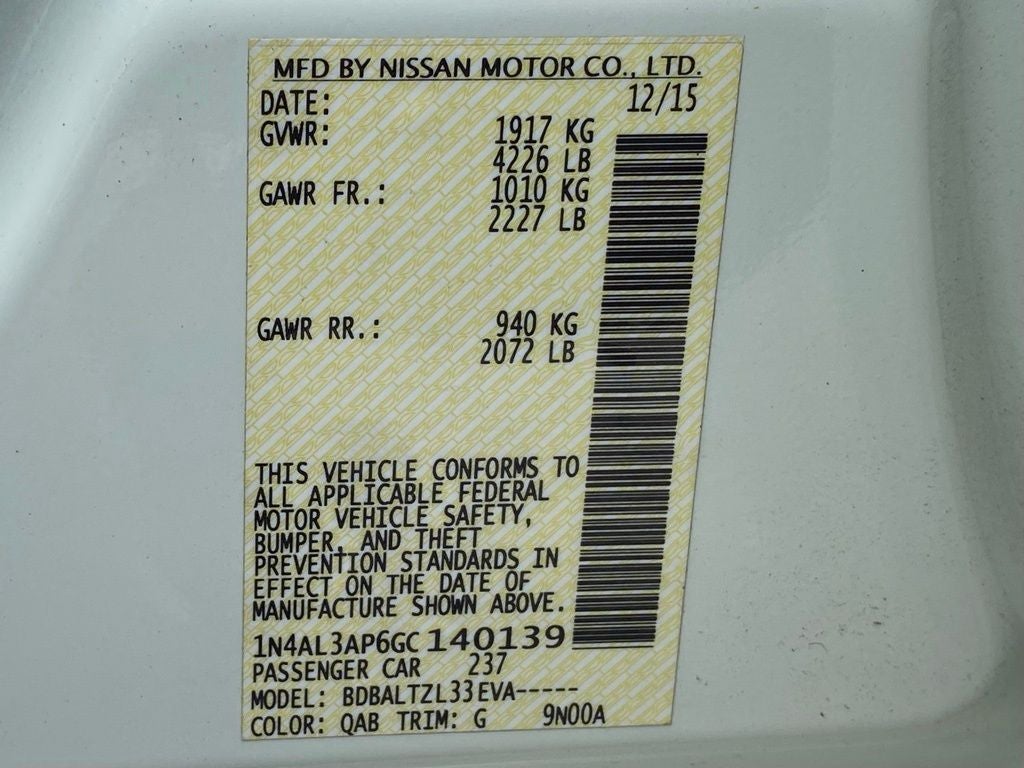 MFD BY NISSAN MOTOR CO., LTD.
DATE: 12/15
GVWR: 1917 KG
4226 LB
GAWR FR.: 1010 KG
2227 LB
GAWR RR.: 940 KG
2072 LB
THIS VEHICLE CONFORMS TO
ALL APPLICABLE FEDERAL
MOTOR VEHICLE SAFETY,
BUMPER, AND THEFT
PREVENTION STANDARDS IN
EFFECT ON THE DATE OF
MANUFACTURE SHOWN ABOVE.
1N4AL3AP6GC140139
PASSENGER CAR 237
MODEL: BDBALTZL33EVA-----
COLOR: QAB TRIM: G 9N00A